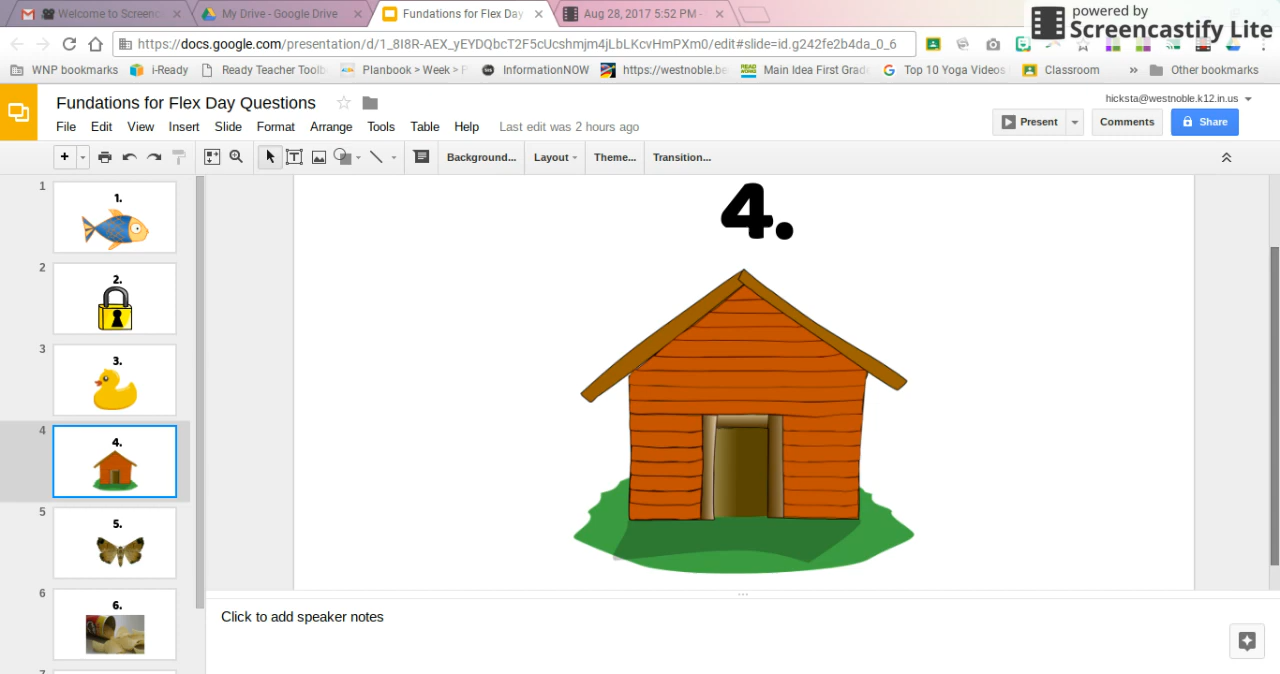 Welcome to Screenc
My Drive - Google Drive
Fundations for Flex Day
Aug 28, 2017 5:52 PM -
powered by
Screencastify Lite
https://docs.google.com/presentation/d/1_8I8R-AEX_yEYDQbcT2F5cUcshmjm4jLbLKcvHmPXm0/edit#slide=id.g242fe2b4da_0_6
WNP bookmarks
i-Ready
Ready Teacher Toolb
Planbook > Week > P
InformationNOW
https://westnoble.be
Main Idea First Grade
Top 10 Yoga Videos
Classroom
»
Other bookmarks
Fundations for Flex Day Questions
hicksta@westnoble.k12.in.us
File Edit View Insert Slide Format Arrange Tools Table Help
Last edit was 2 hours ago
Present
Comments
Share
Background...
Layout
Theme...
Transition...
1
1.
2
2.
3
3.
4
4.
5
5.
6
6.
4.
Click to add speaker notes